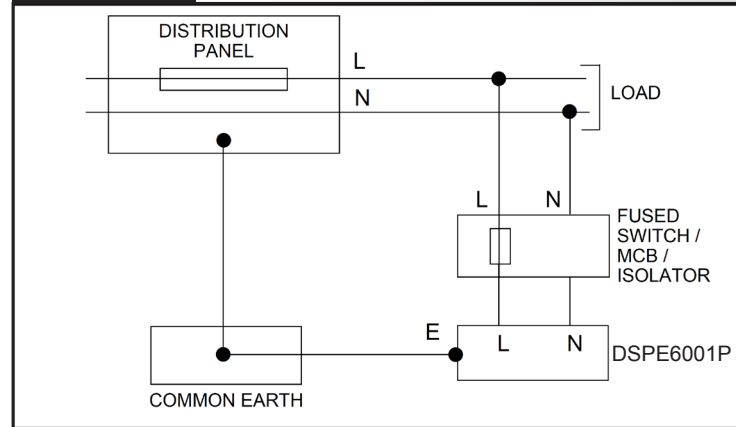 DISTRIBUTION
PANEL
L
N
LOAD
L
N
FUSED
SWITCH /
MCB /
ISOLATOR
E
L
N
DSPE6001P
COMMON EARTH